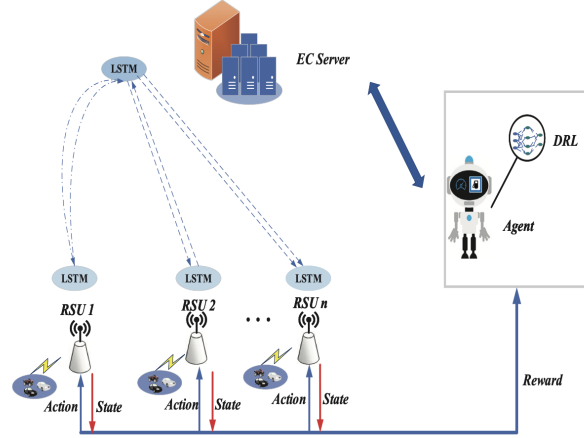 EC Server
LSTM
DRL
Agent
LSTM
LSTM
LSTM
RSU 1
RSU 2
RSU n
...
Action
State
Action
State
Action
State
Reward